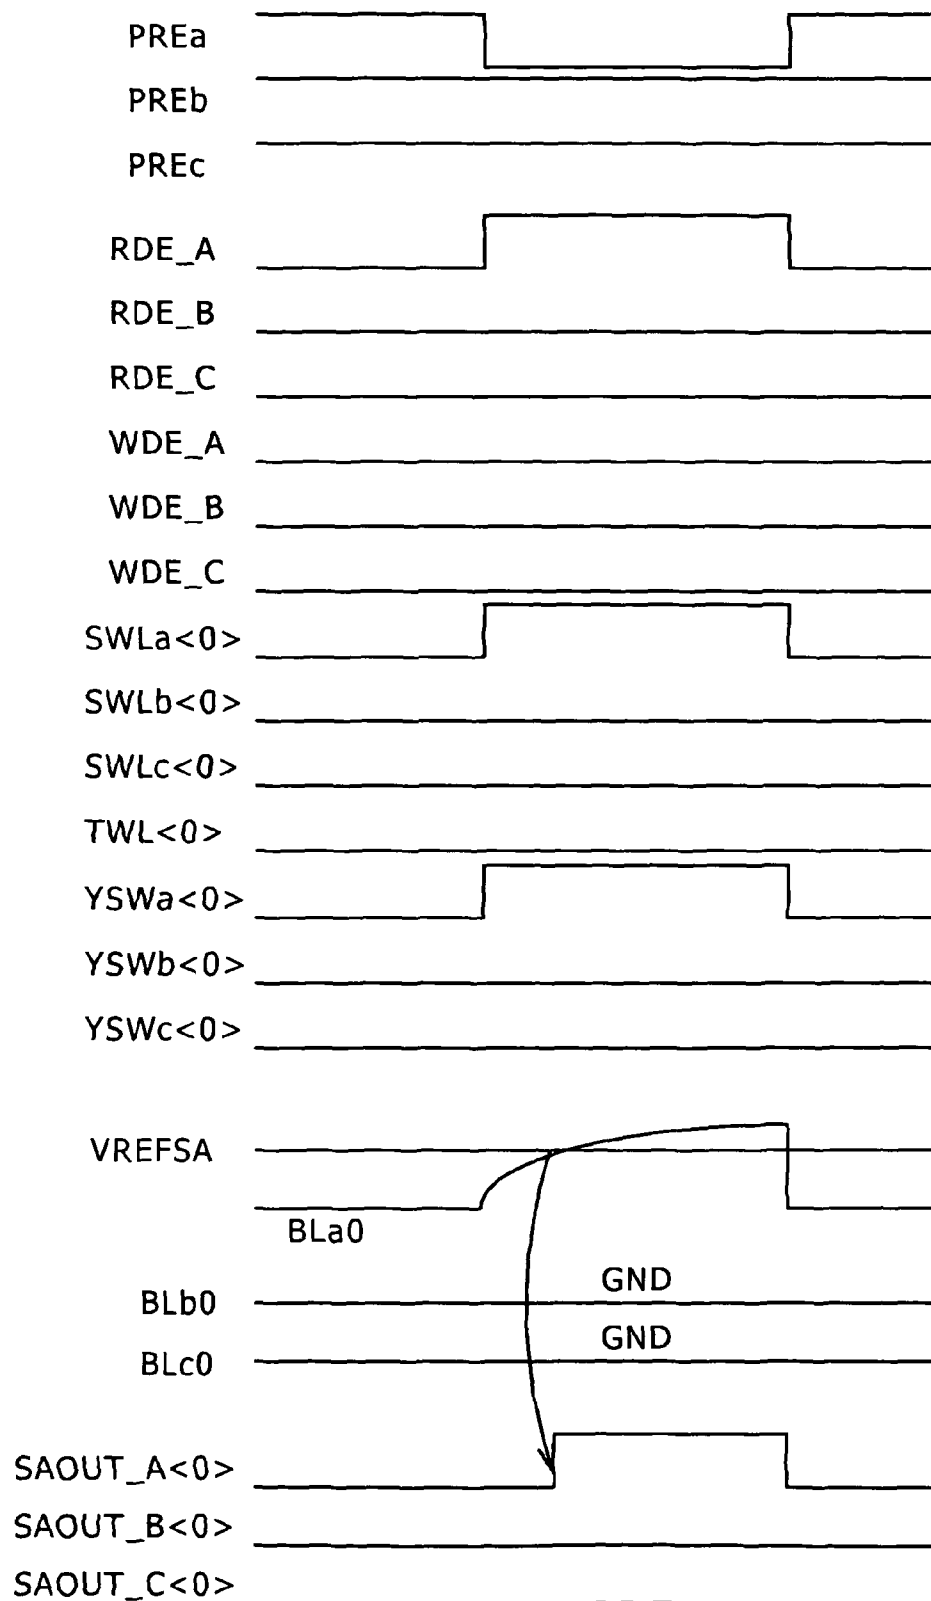 PREa
PREb
PREc
RDE_A
RDE_B
RDE_C
WDE_A
WDE_B
WDE_C
SWLa<0>
SWLb<0>
SWLc<0>
TWL<0>
YSWa<0>
YSWb<0>
YSWc<0>
VREFSA
BLa0
GND
BLb0
GND
BLc0
SAOUT_A<0>
SAOUT_B<0>
SAOUT_C<0>